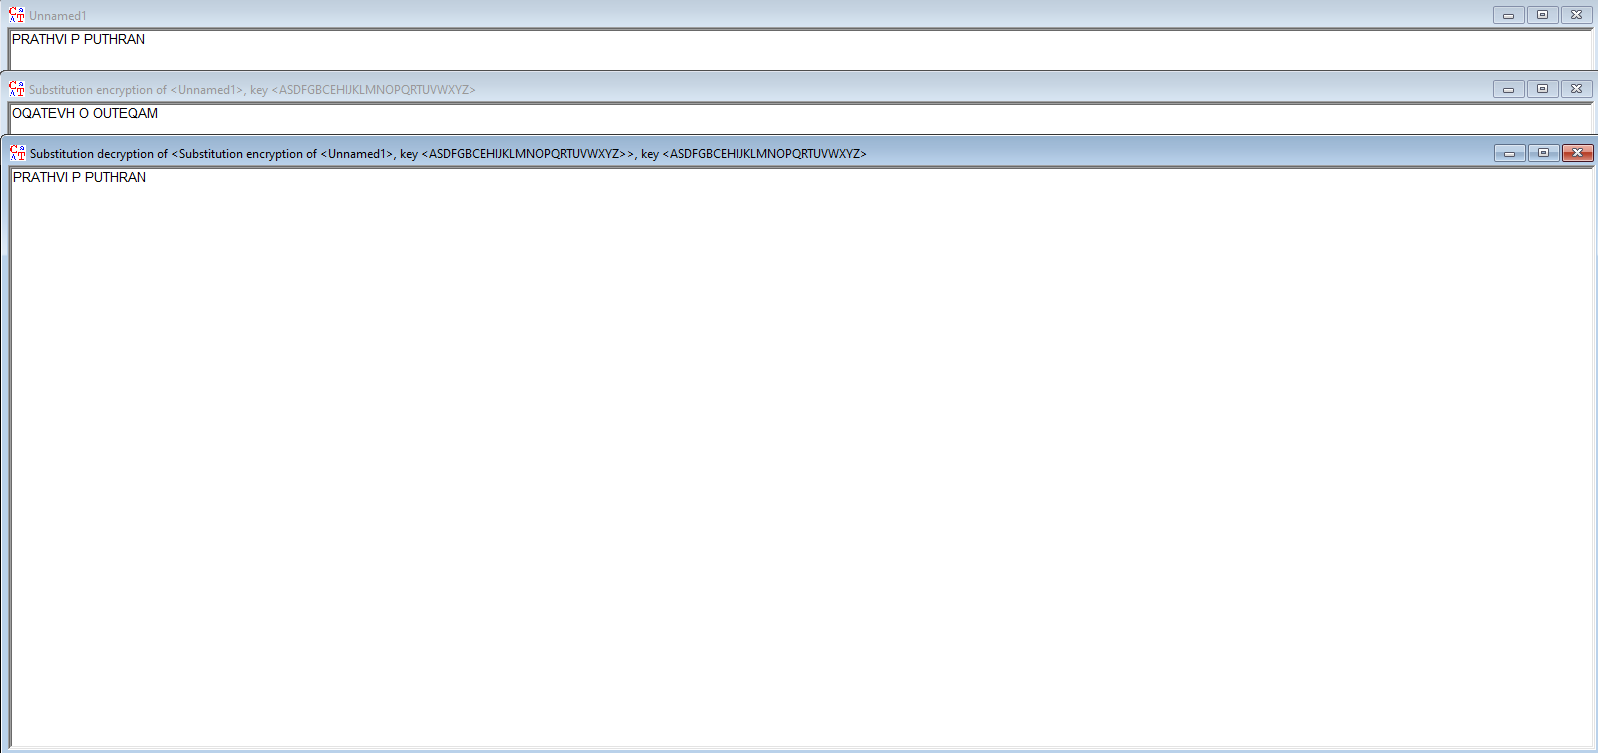 Unnamed1
PRATHVI P PUTHRAN
Substitution encryption of <Unnamed1>, key <ASDFGBCEHIJKLMNOPQRTUVWXYZ>
OQATEVH O OUTEQAM
Substitution decryption of <Substitution encryption of <Unnamed1>, key <ASDFGBCEHIJKLMNOPQRTUVWXYZ>>, key <ASDFGBCEHIJKLMNOPQRTUVWXYZ>
PRATHVI P PUTHRAN